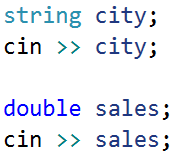 string city;
cin >> city;
double sales;
cin >> sales;